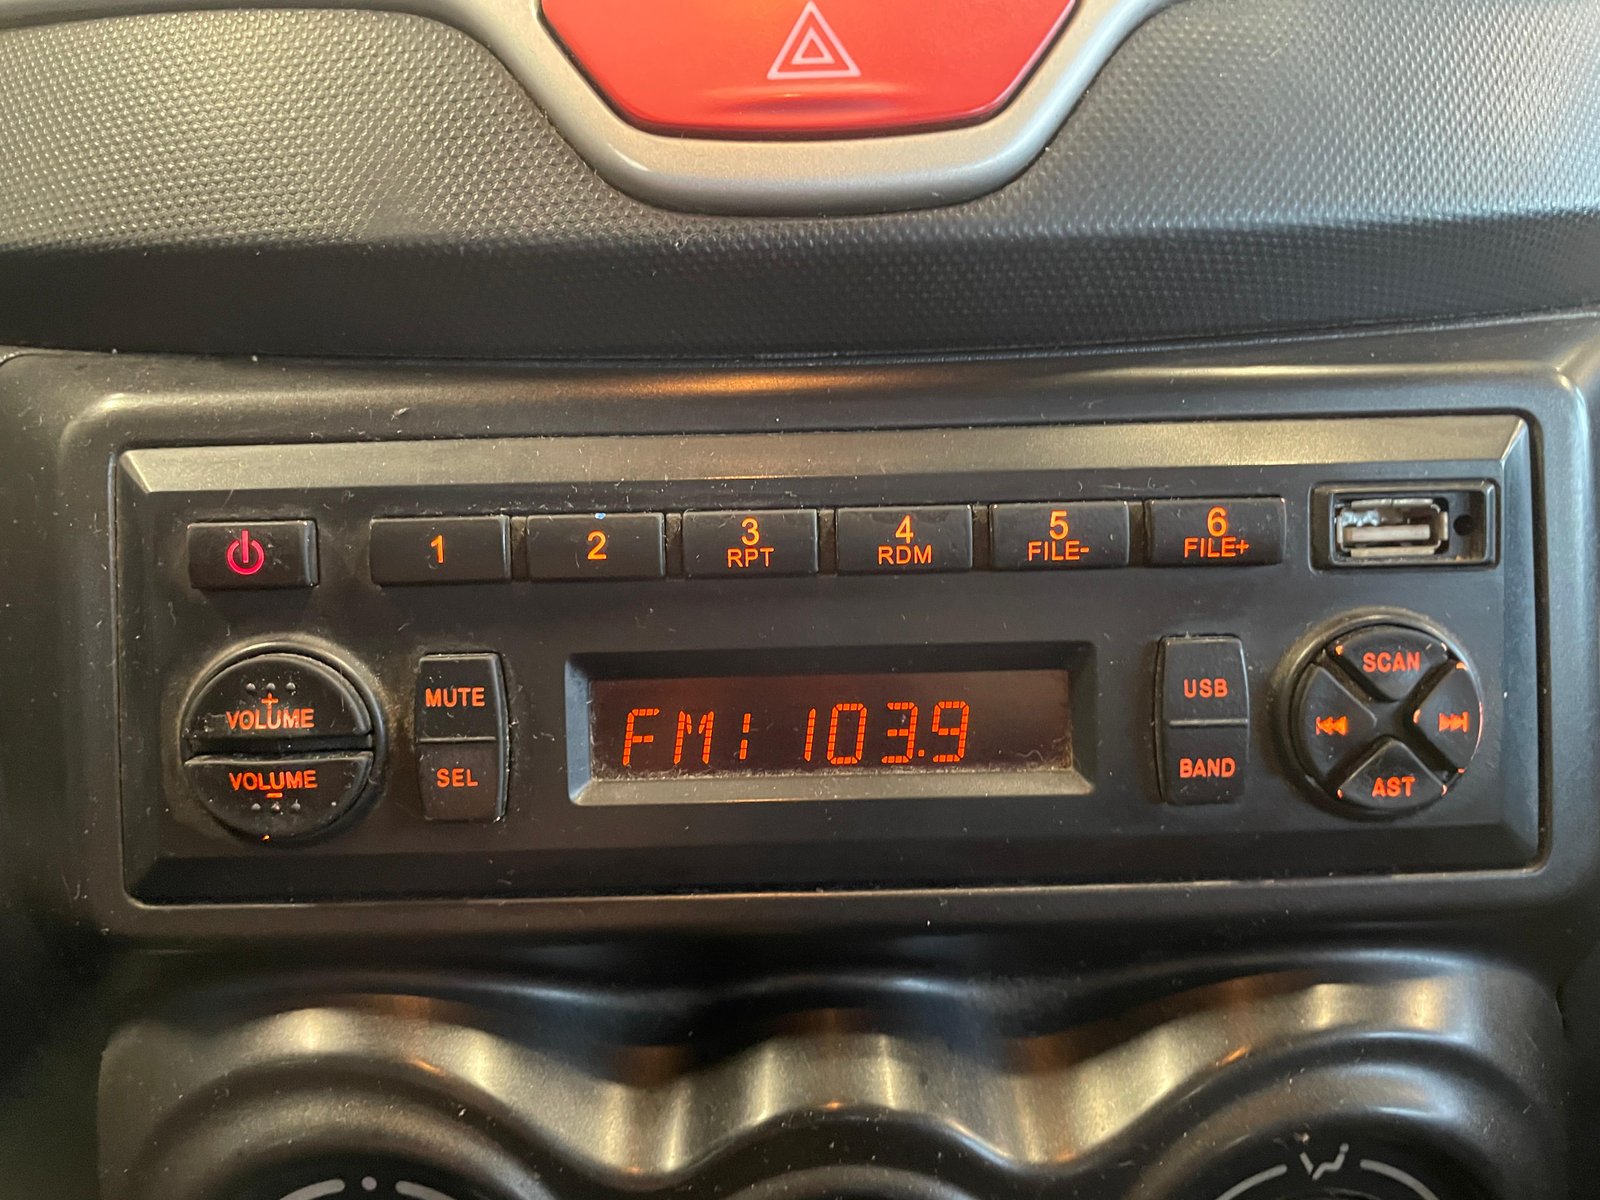 1
2
3
RPT
4
RDM
5
FILE-
6
FILE+
+
VOLUME
VOLUME
-
MUTE
SEL
FM1 103.9
USB
BAND
SCAN
AST